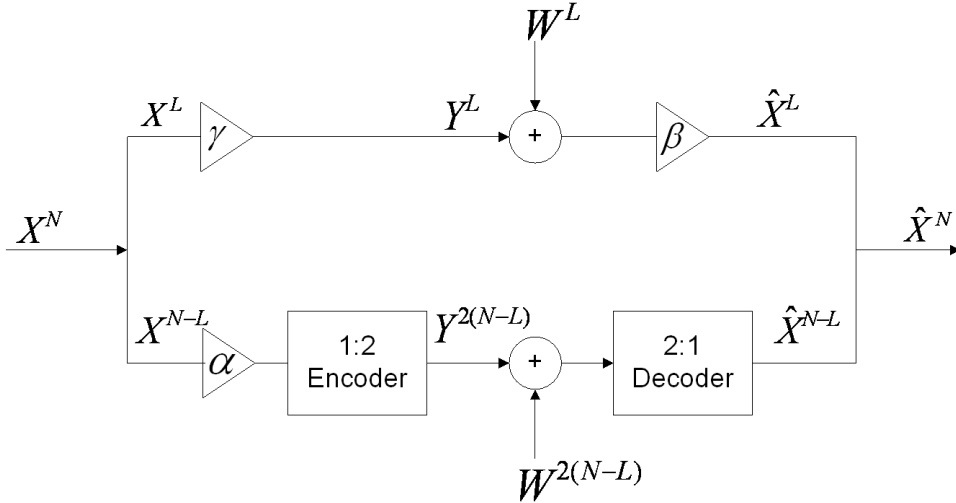 W^L
X^L
γ
Y^L
+
β
X̂^L
X^N
X̂^N
X^{N-L}
α
1:2
Encoder
Y^{2(N-L)}
+
2:1
Decoder
X̂^{N-L}
W^{2(N-L)}